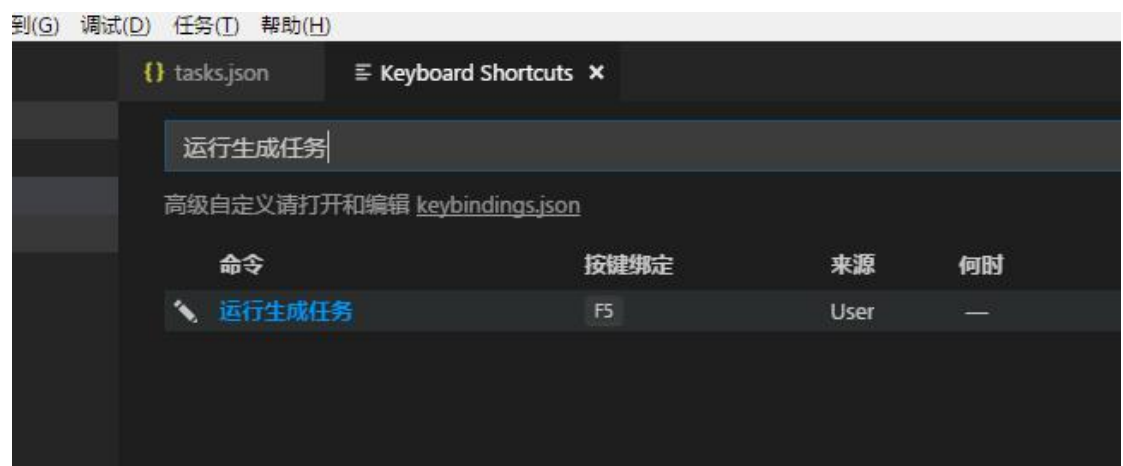 到(G) 调试(D) 任务(T) 帮助(H)
{} tasks.json Keyboard Shortcuts ×
运行生成任务
高级自定义请打开和编辑 keybindings.json
命令 按键绑定 来源 何时
运行生成任务 F5 User —